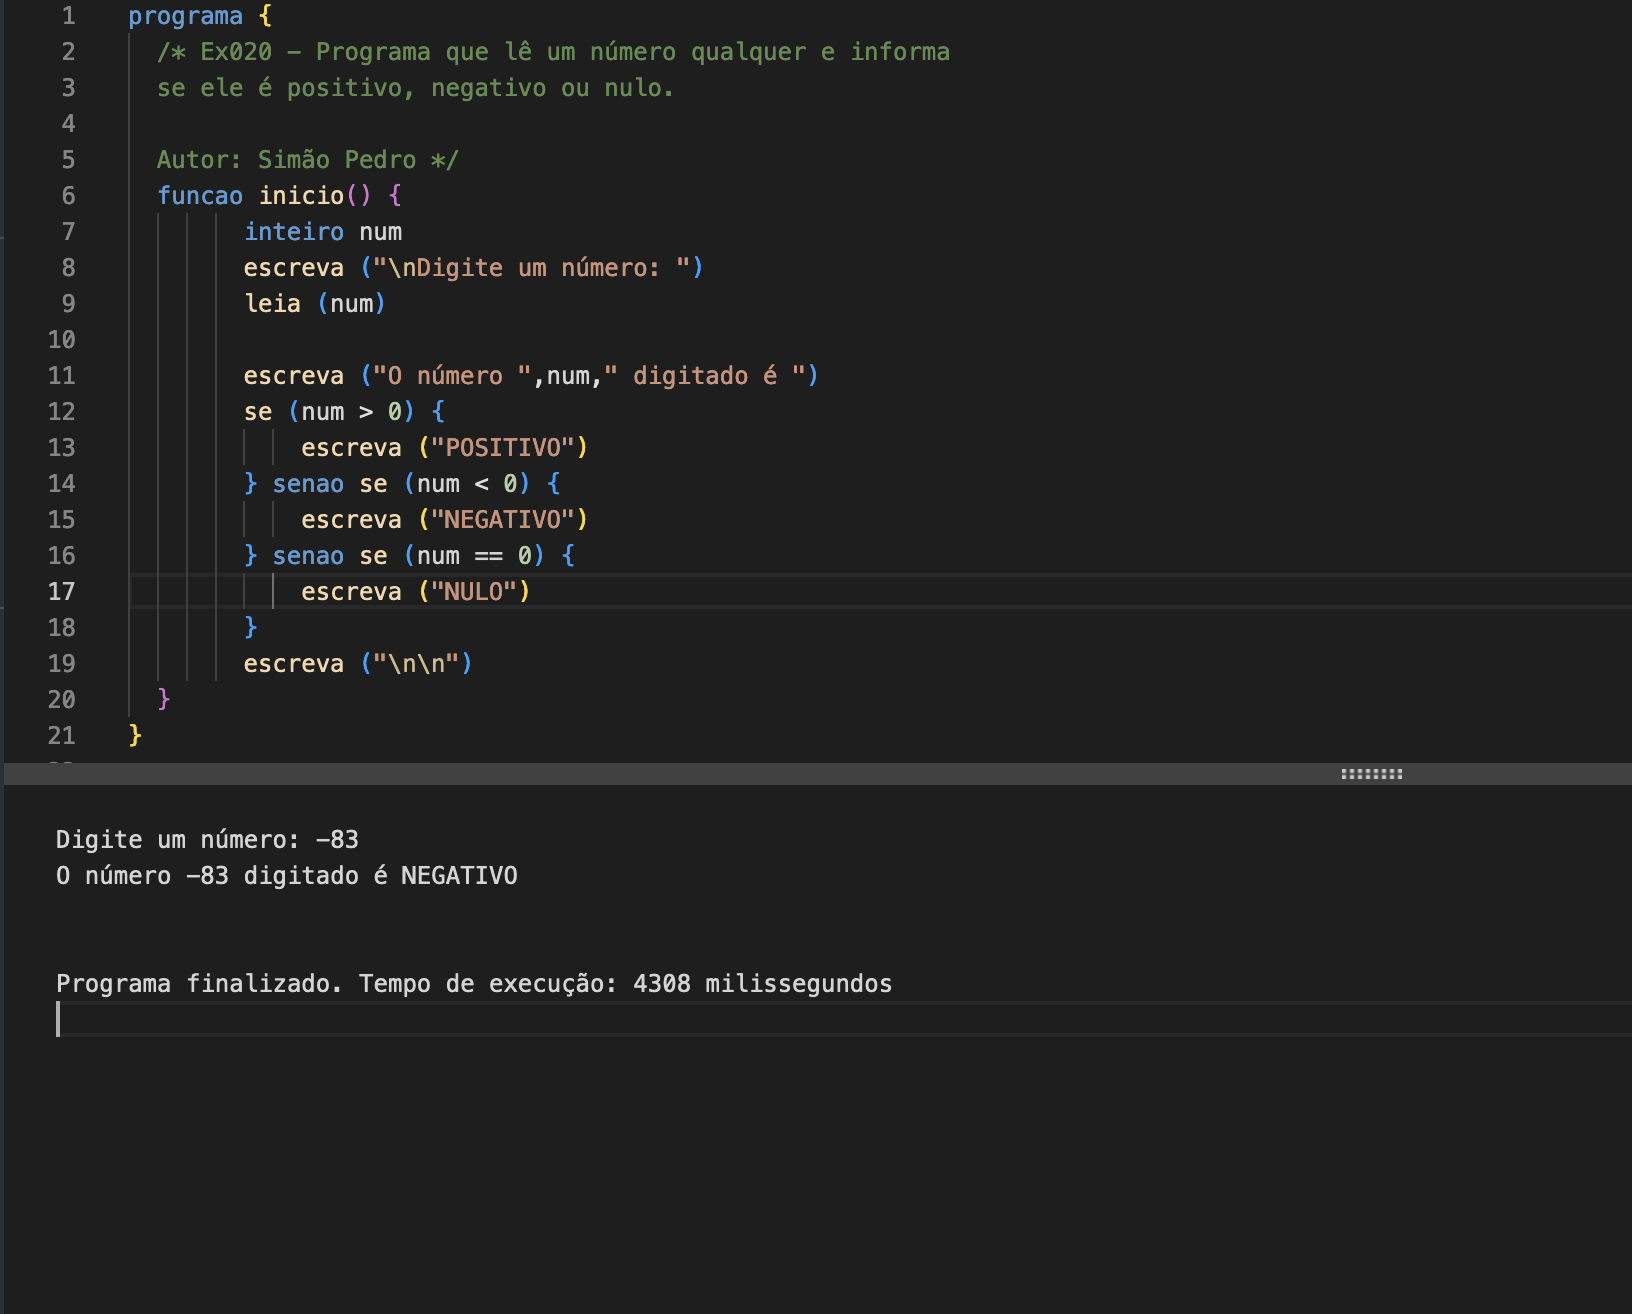 1 programa {
2 /* Ex020 - Programa que lê um número qualquer e informa
3 se ele é positivo, negativo ou nulo.
4
5 Autor: Simão Pedro */
6 funcao inicio() {
7 inteiro num
8 escreva ("\nDigite um número: ")
9 leia (num)
10
11 escreva ("O número ",num," digitado é ")
12 se (num > 0) {
13 escreva ("POSITIVO")
14 } senao se (num < 0) {
15 escreva ("NEGATIVO")
16 } senao se (num == 0) {
17 escreva ("NULO")
18 }
19 escreva ("\n\n")
20 }
21 }
Digite um número: -83
O número -83 digitado é NEGATIVO
Programa finalizado. Tempo de execução: 4308 milissegundos